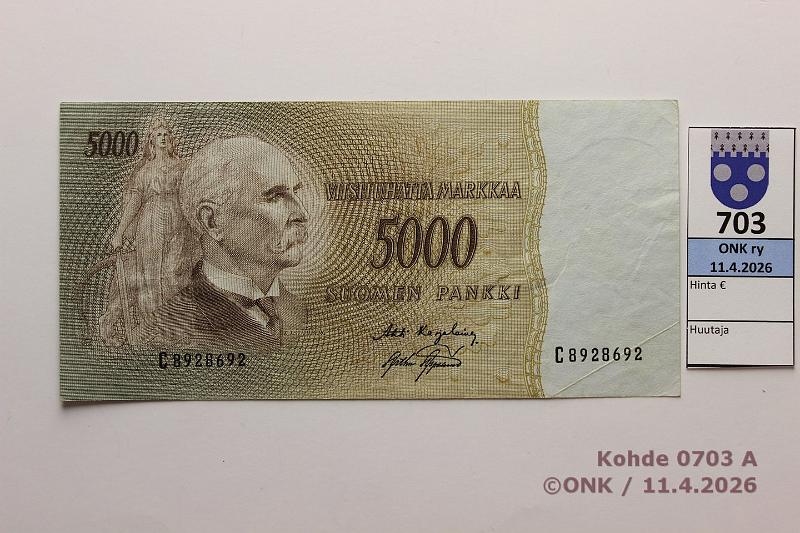 5000
VIISITUHATTA MARKKAA
5000
SUOMEN PANKKI
C8928692
C8928692
703
ONK ry
11.4.2026
Hinta €
Huutaja
Kohde 0703 A
©ONK / 11.4.2026